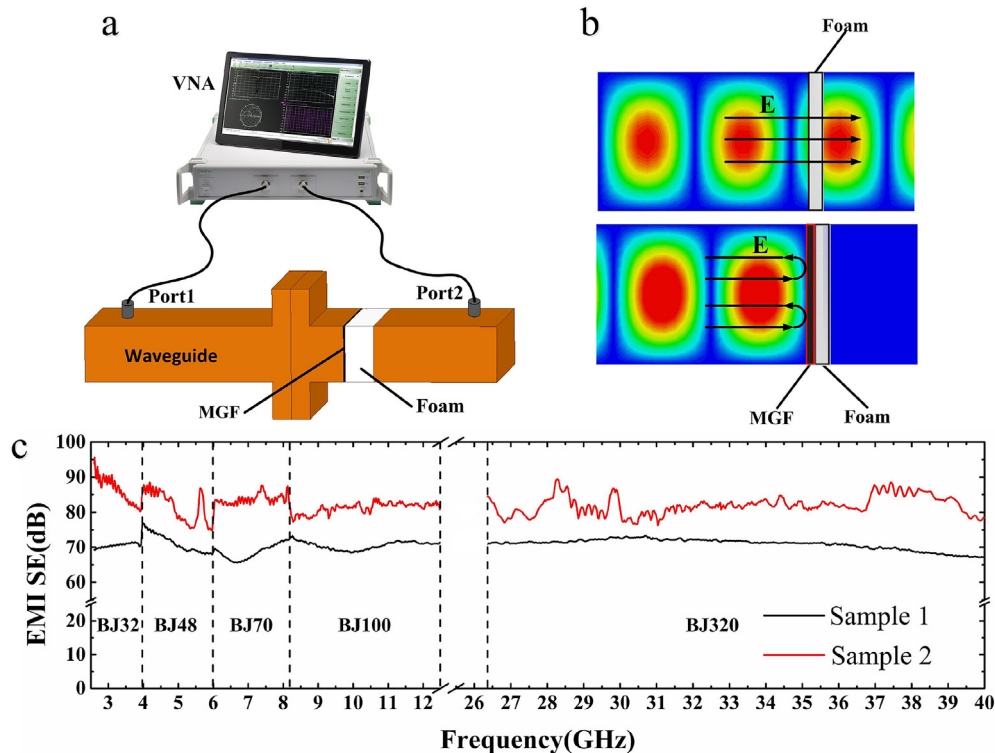 a
VNA
Port1
Port2
Waveguide
MGF
Foam
b
Foam
E
E
MGF
Foam
c
EMI SE(dB)
100
90
80
70
60
20
10
0
BJ32
BJ48
BJ70
BJ100
BJ320
Sample 1
Sample 2
3 4 5 6 7 8 9 10 11 12 26 27 28 29 30 31 32 33 34 35 36 37 38 39 40
Frequency(GHz)